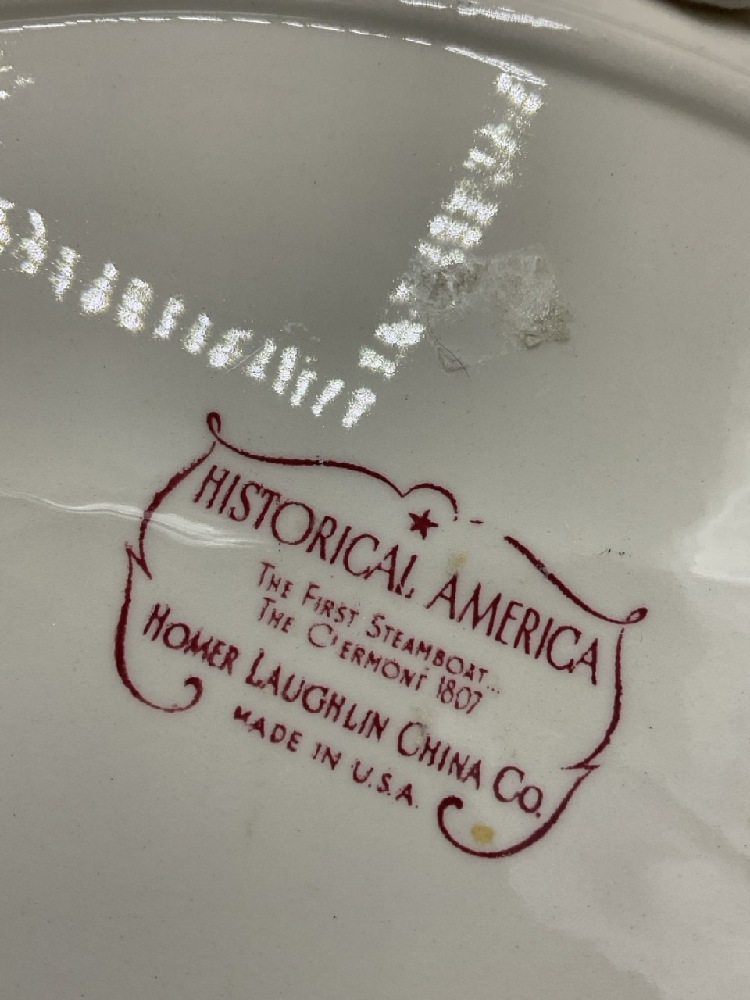 HISTORICAL AMERICA
THE FIRST STEAMBOAT...
THE CLERMONT 1807
HOMER LAUGHLIN CHINA CO.
MADE IN U.S.A.